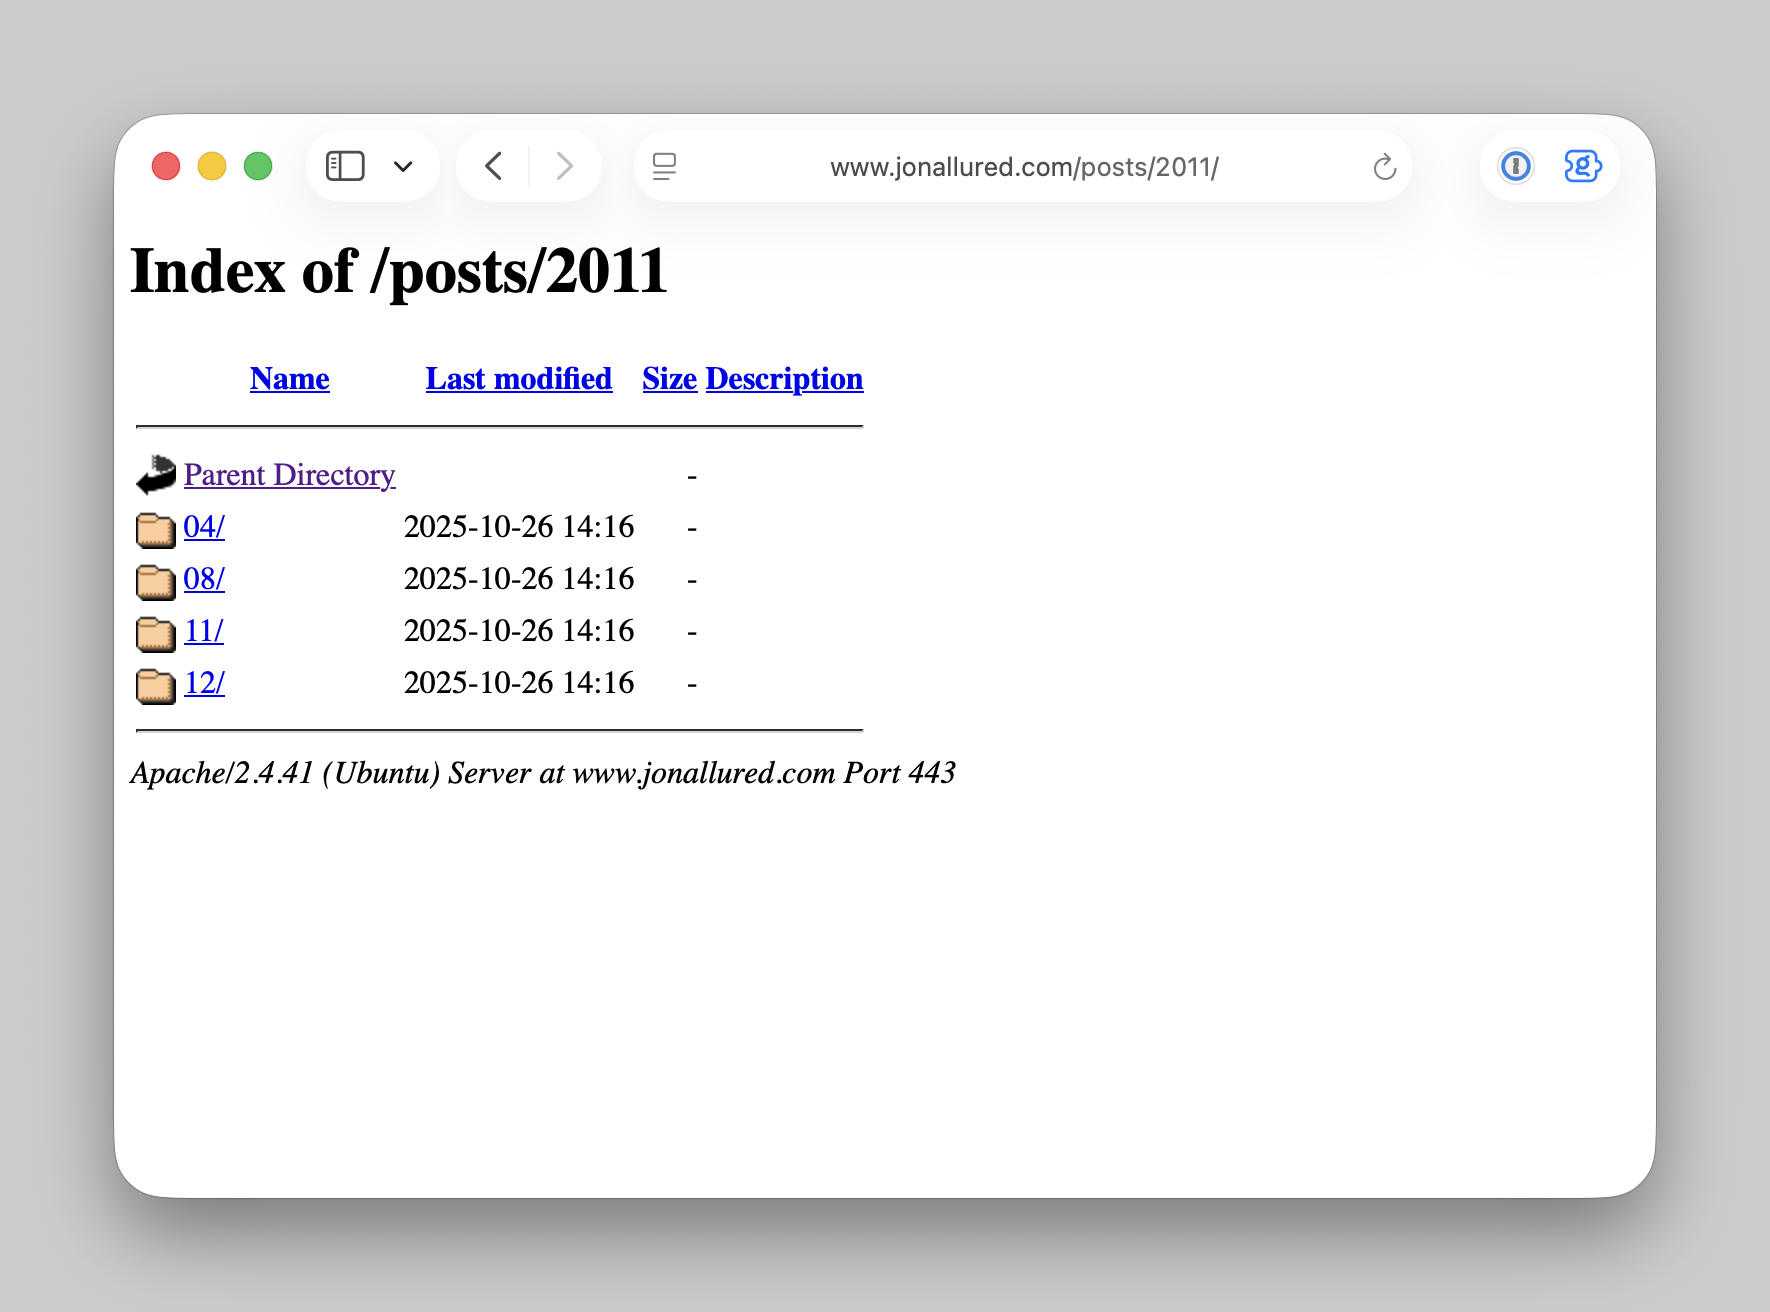 www.jonallured.com/posts/2011/
Index of /posts/2011
Name Last modified Size Description
Parent Directory -
04/ 2025-10-26 14:16 -
08/ 2025-10-26 14:16 -
11/ 2025-10-26 14:16 -
12/ 2025-10-26 14:16 -
Apache/2.4.41 (Ubuntu) Server at www.jonallured.com Port 443